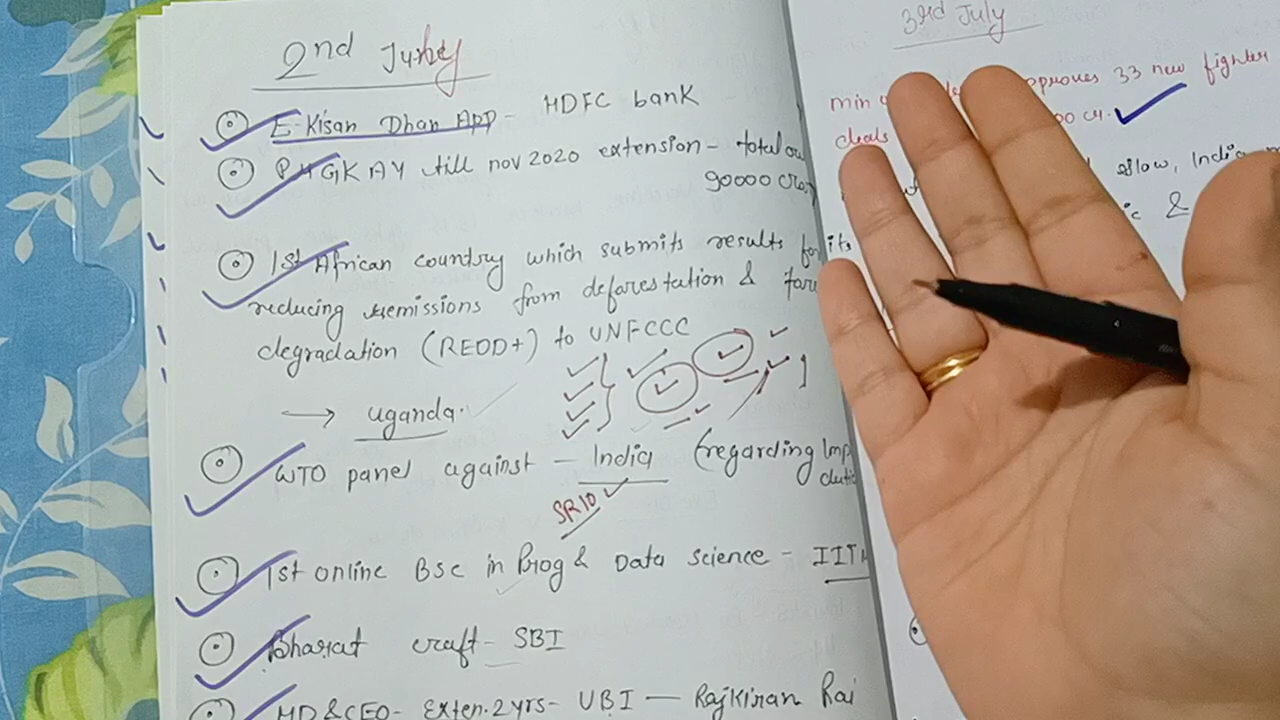 2nd July
E-Kisan Dhan APP - HDFC bank
PMGKAY till nov 2020 extension - total
90000
1st African country which submits results for its
reducing emissions from deforestation &
degradation (REDD+) to UNFCCC
→ uganda.
WTO panel against - India (regarding Imp
SR10
1st online BSc in Prog & Data science -
Bharat craft - SBI
MD&CEO - Exten. 2yrs - UBI — Rajkiran Rai
3rd July
min approves 33 new fighter
deals
slow, India
&